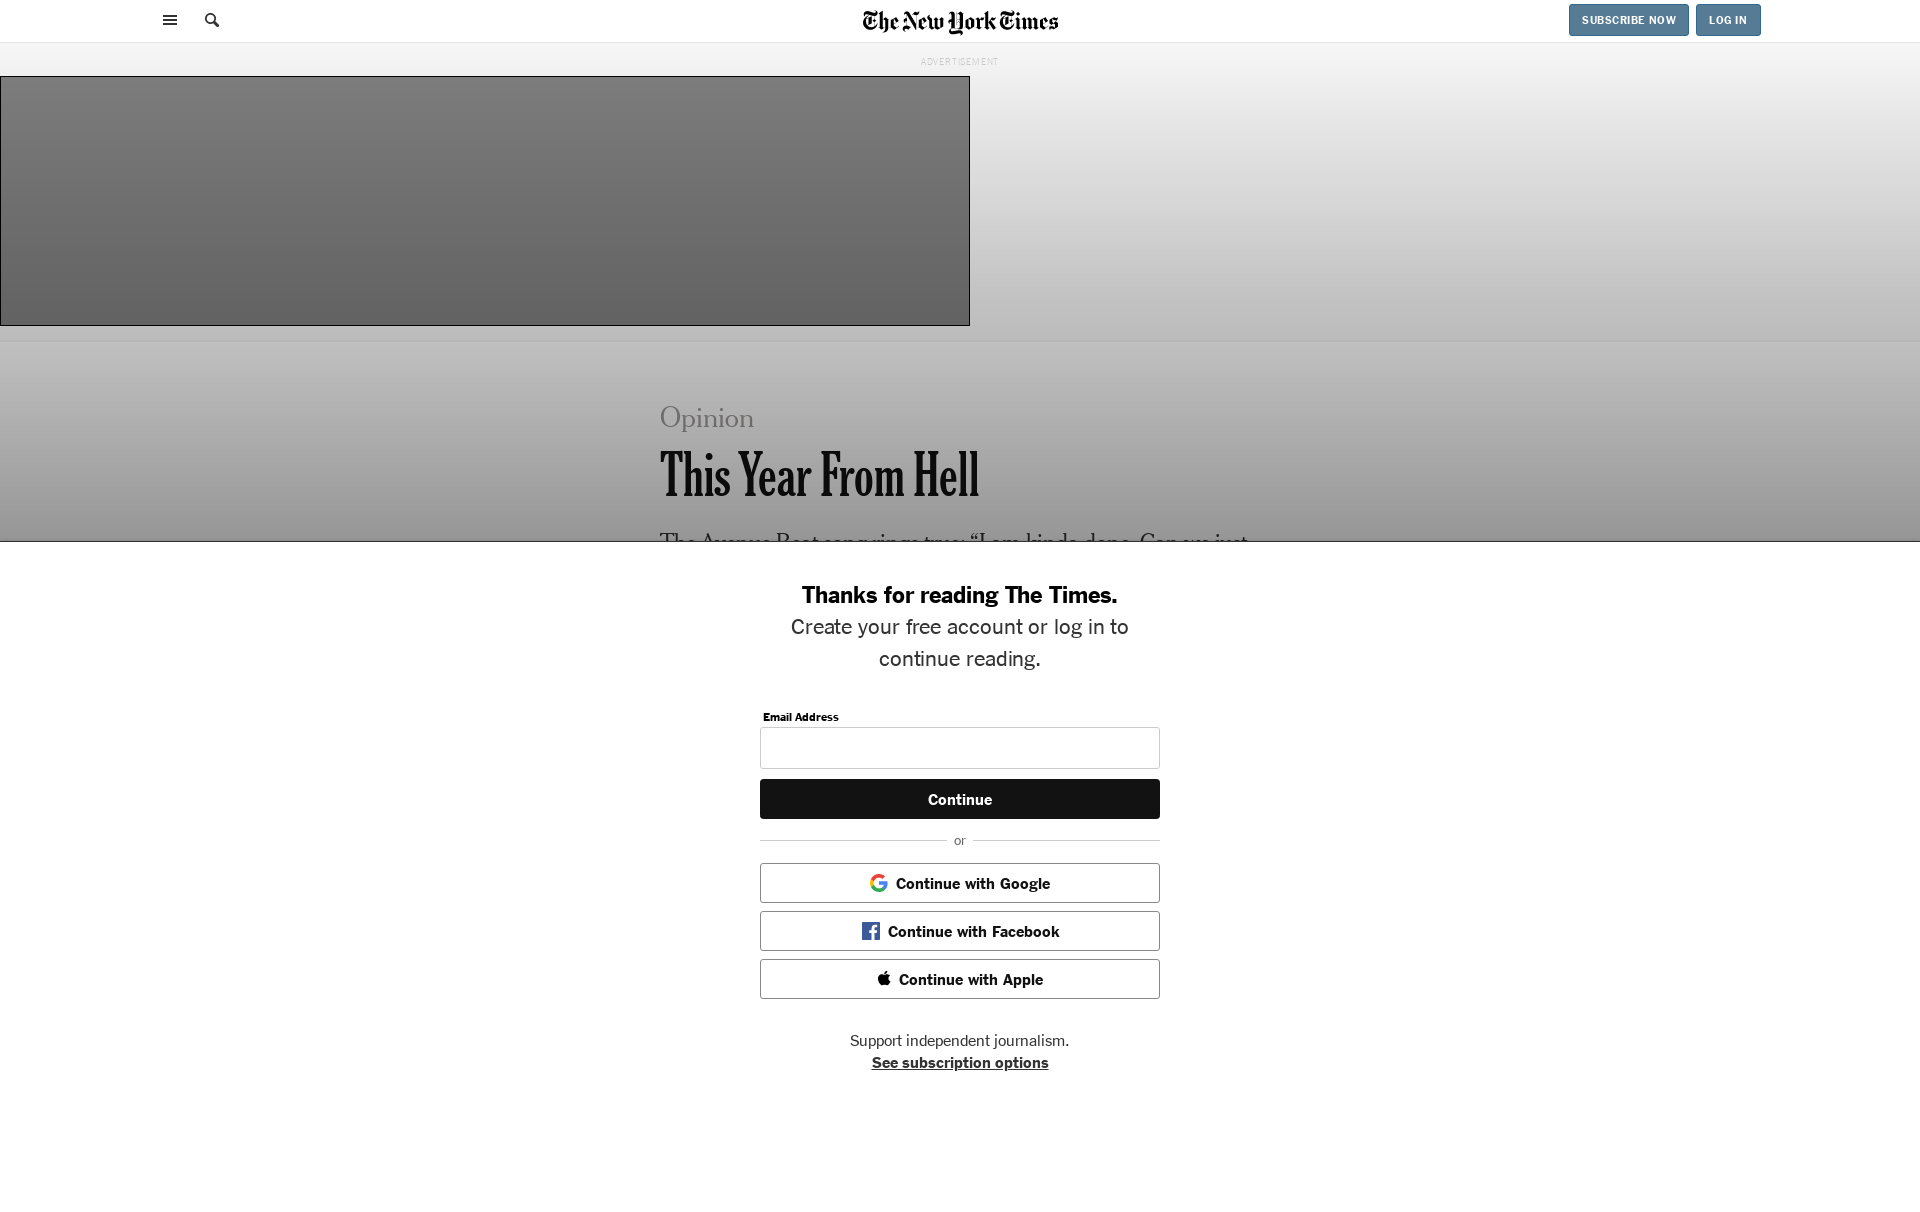 The New York Times
SUBSCRIBE NOW
LOG IN
ADVERTISEMENT
Opinion
This Year From Hell
The Avenue Beat song rings true: “I am kinda done. Can we just
Thanks for reading The Times.
Create your free account or log in to
continue reading.
Email Address
Continue
or
Continue with Google
Continue with Facebook
Continue with Apple
Support independent journalism.
See subscription options